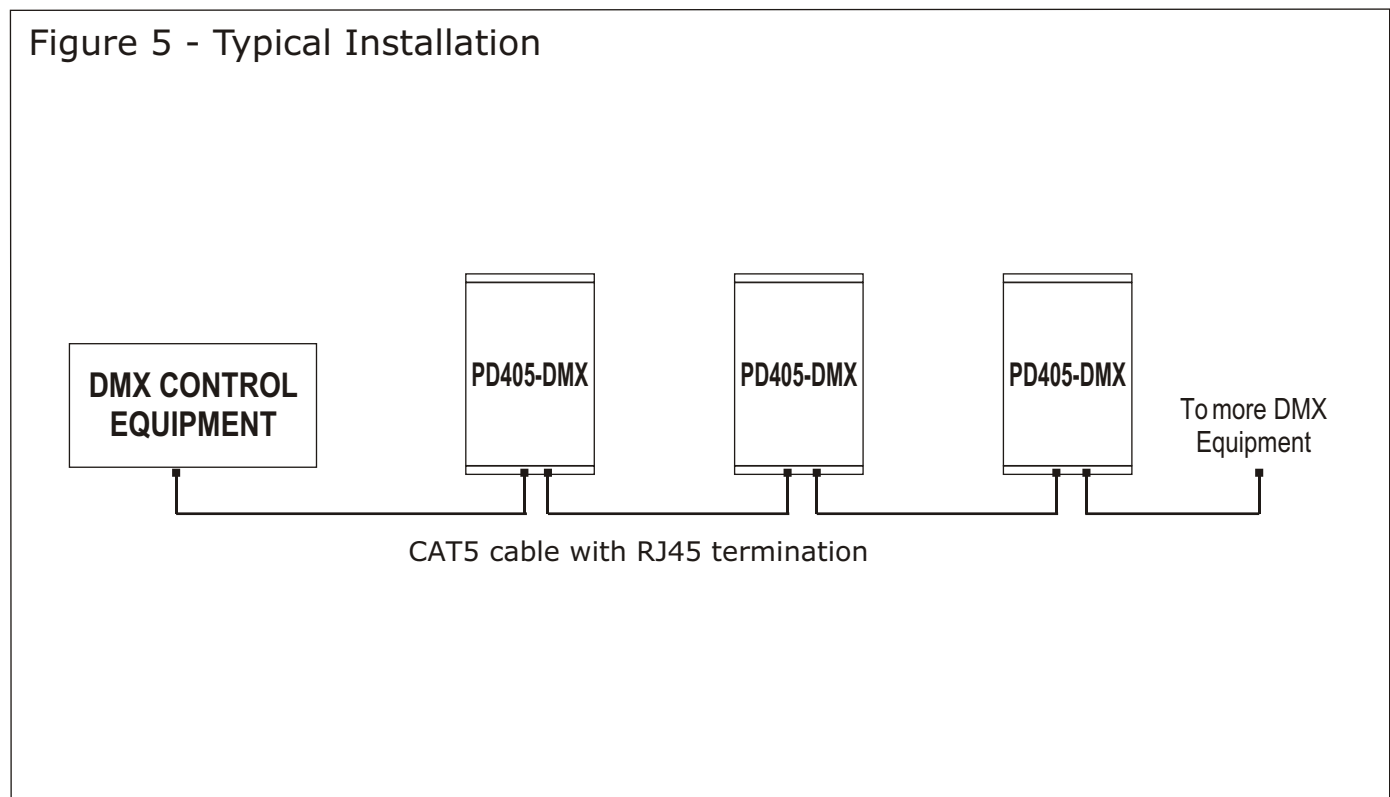 Figure 5 - Typical Installation
DMX CONTROL
EQUIPMENT
PD405-DMX
PD405-DMX
PD405-DMX
To more DMX
Equipment
CAT5 cable with RJ45 termination